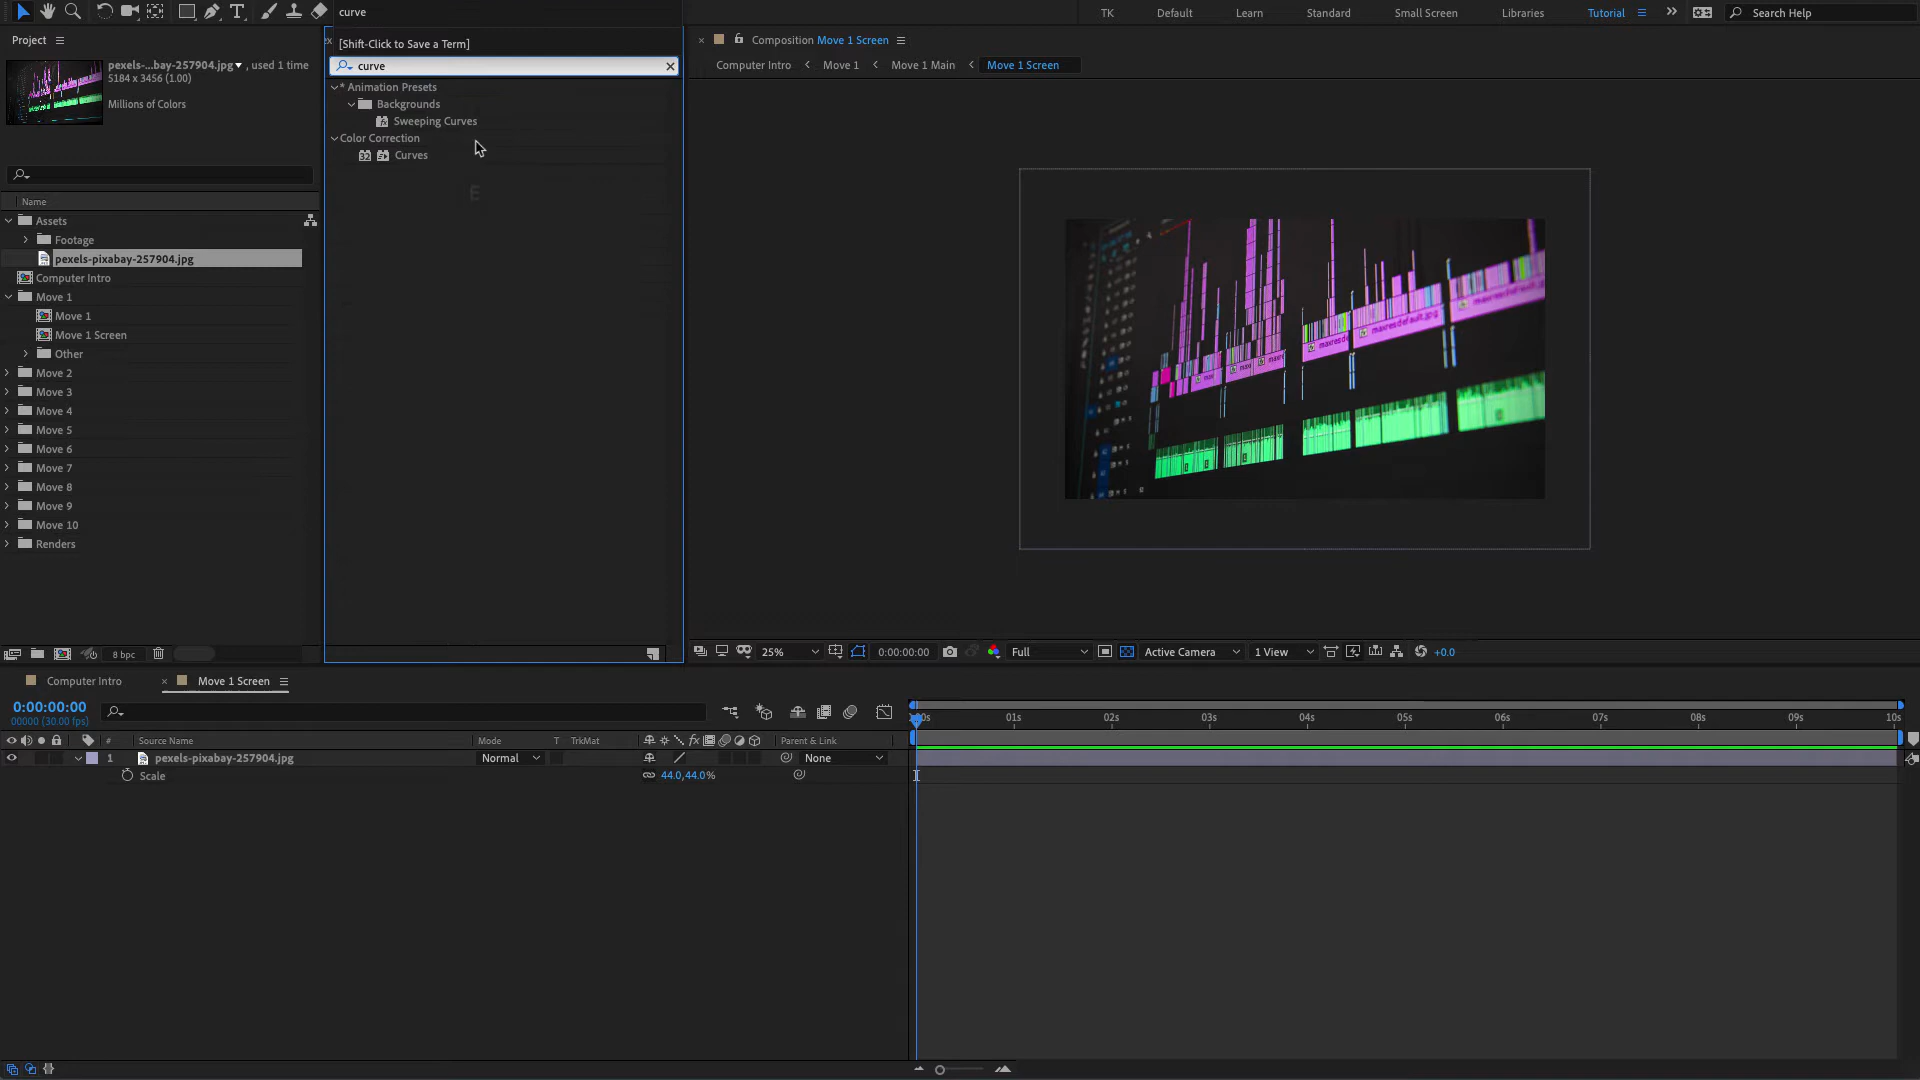 curve
TK
Default
Learn
Standard
Small Screen
Libraries
Tutorial
Search Help
Project
[Shift-Click to Save a Term]
Composition Move 1 Screen
pexels-...bay-257904.jpg, used 1 time
5184 x 3456 (1.00)
Millions of Colors
curve
Computer Intro
Move 1
Move 1 Main
Move 1 Screen
* Animation Presets
Backgrounds
Sweeping Curves
Color Correction
32 Curves
E
Name
Assets
Footage
pexels-pixabay-257904.jpg
Computer Intro
Move 1
Move 1
Move 1 Screen
Other
Move 2
Move 3
Move 4
Move 5
Move 6
Move 7
Move 8
Move 9
Move 10
Renders
maxresdefault.jpg
8 bpc
25%
0:00:00:00
Full
Active Camera
1 View
+0.0
Computer Intro
Move 1 Screen
0:00:00:00
00000 (30.00 fps)
01s
02s
03s
04s
05s
06s
07s
08s
09s
10s
# Source Name
Mode
T
TrkMat
fx
Parent & Link
1 pexels-pixabay-257904.jpg
Normal
None
Scale
44.0,44.0%